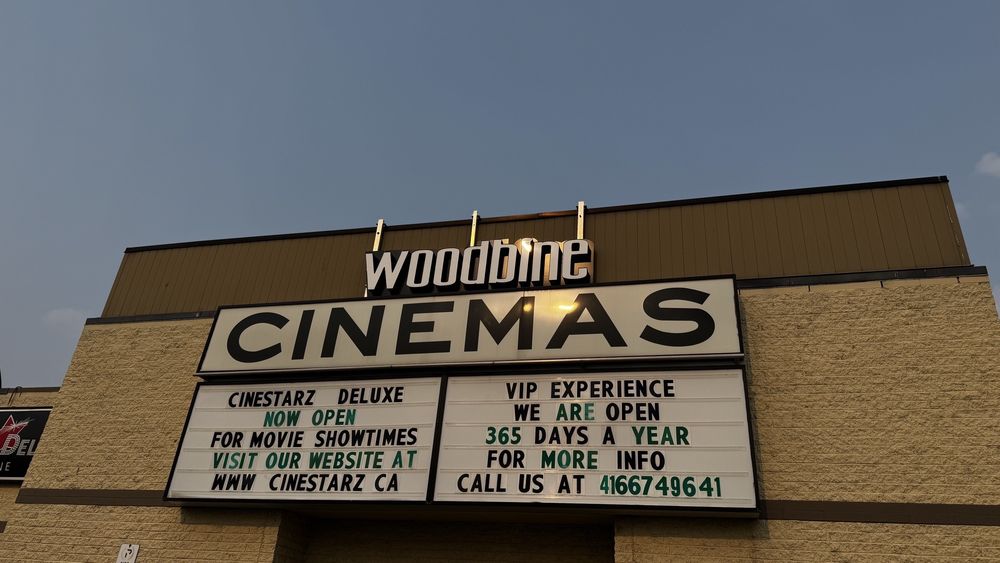 woodbine
CINEMAS
CINESTARZ DELUXE
NOW OPEN
FOR MOVIE SHOWTIMES
VISIT OUR WEBSITE AT
WWW CINESTARZ CA
VIP EXPERIENCE
WE ARE OPEN
365 DAYS A YEAR
FOR MORE INFO
CALL US AT 4166749641